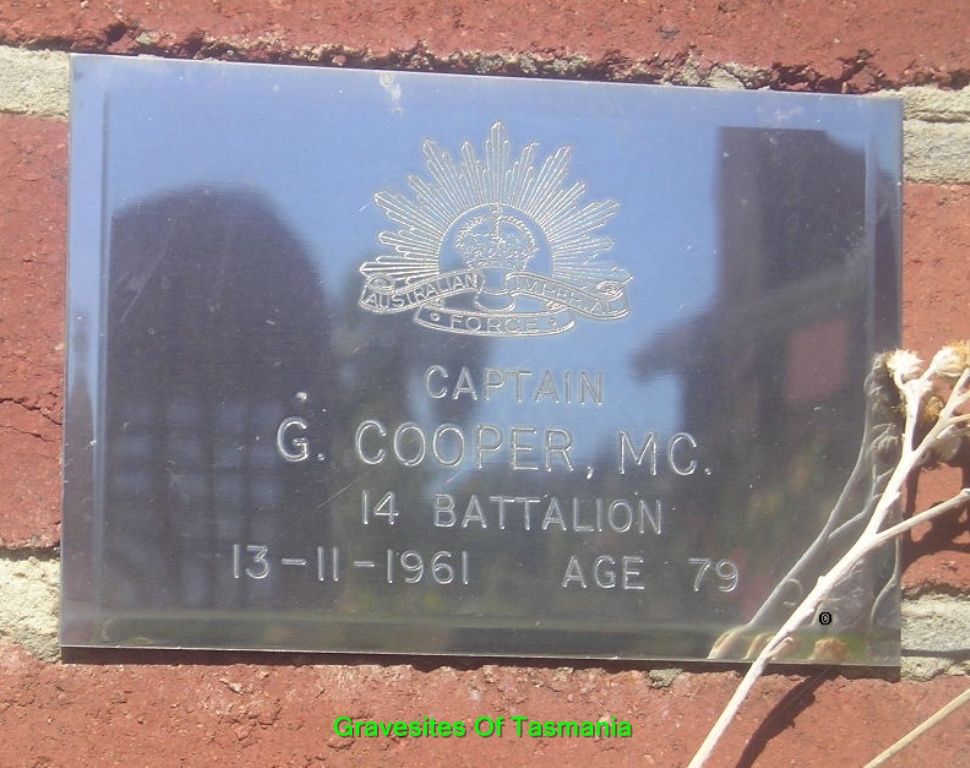 AUSTRALIAN IMPERIAL
FORCE
CAPTAIN
G. COOPER, MC.
14 BATTALION
13-11-1961 AGE 79
©
Gravesites Of Tasmania